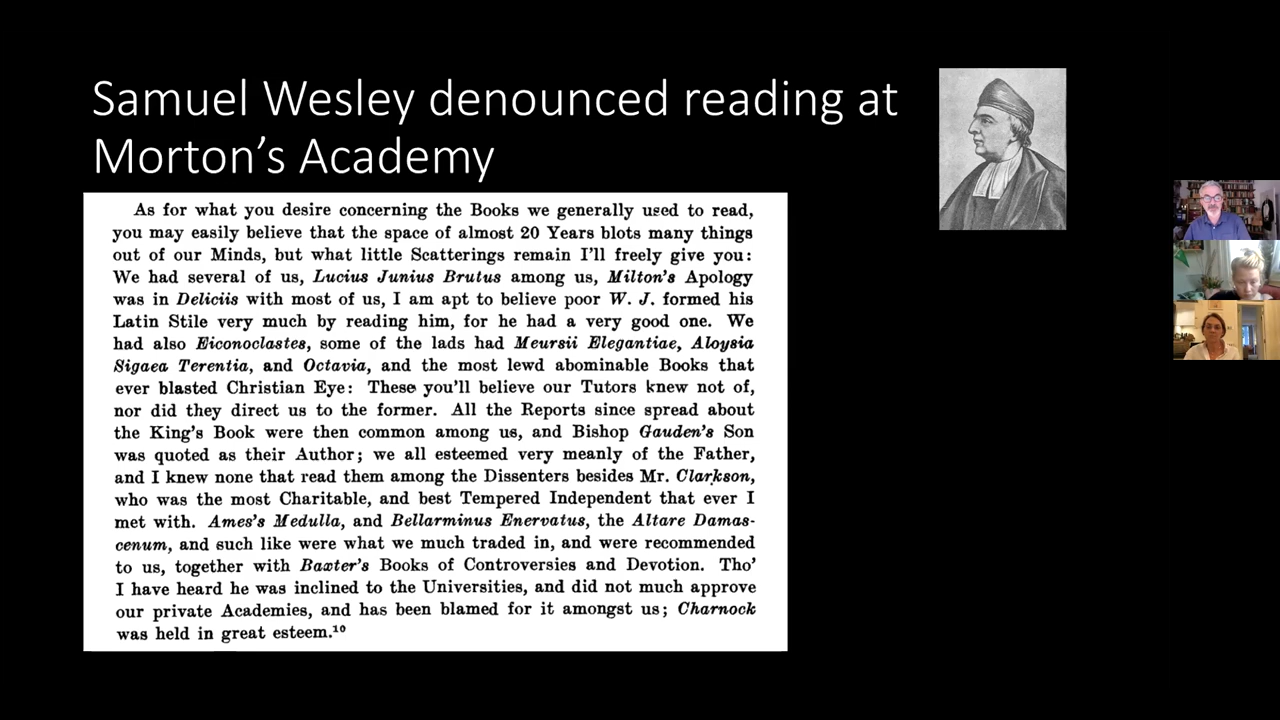 Samuel Wesley denounced reading at
Morton’s Academy
As for what you desire concerning the Books we generally used to read,
you may easily believe that the space of almost 20 Years blots many things
out of our Minds, but what little Scatterings remain I'll freely give you:
We had several of us, Lucius Junius Brutus among us, Milton's Apology
was in Deliciis with most of us, I am apt to believe poor W. J. formed his
Latin Stile very much by reading him, for he had a very good one. We
had also Eiconoclastes, some of the lads had Meursii Elegantiae, Aloysia
Sigaea Terentia, and Octavia, and the most lewd abominable Books that
ever blasted Christian Eye: These you'll believe our Tutors knew not of,
nor did they direct us to the former. All the Reports since spread about
the King's Book were then common among us, and Bishop Gauden's Son
was quoted as their Author; we all esteemed very meanly of the Father,
and I knew none that read them among the Dissenters besides Mr. Clarkson,
who was the most Charitable, and best Tempered Independent that ever I
met with. Ames's Medulla, and Bellarminus Enervatus, the Altare Damas-
cenum, and such like were what we much traded in, and were recommended
to us, together with Baxter's Books of Controversies and Devotion. Tho'
I have heard he was inclined to the Universities, and did not much approve
our private Academies, and has been blamed for it amongst us; Charnock
was held in great esteem.¹⁰